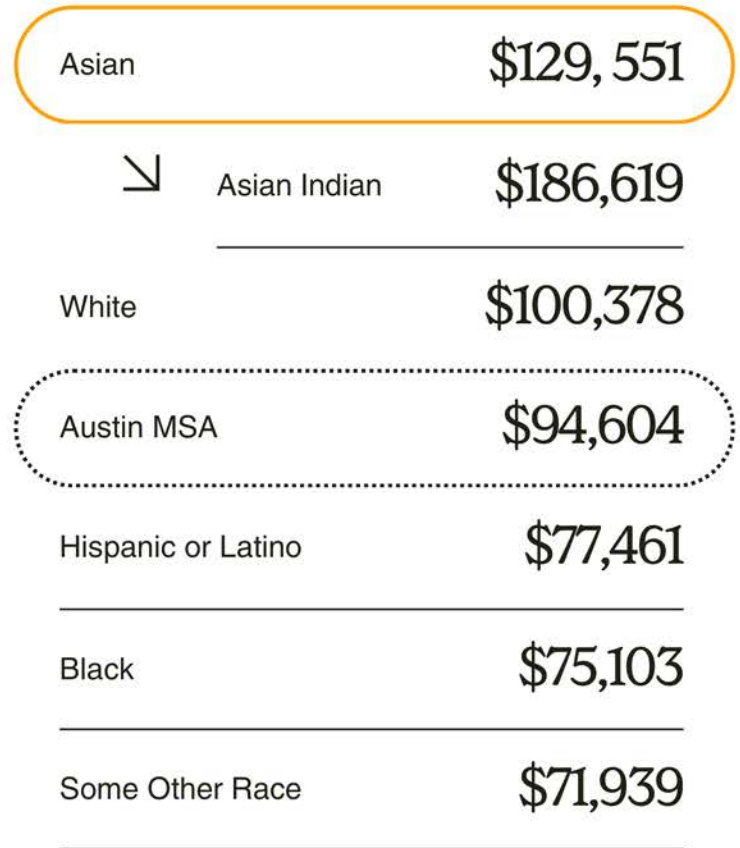 Asian $129, 551
Asian Indian $186,619
White $100,378
Austin MSA $94,604
Hispanic or Latino $77,461
Black $75,103
Some Other Race $71,939